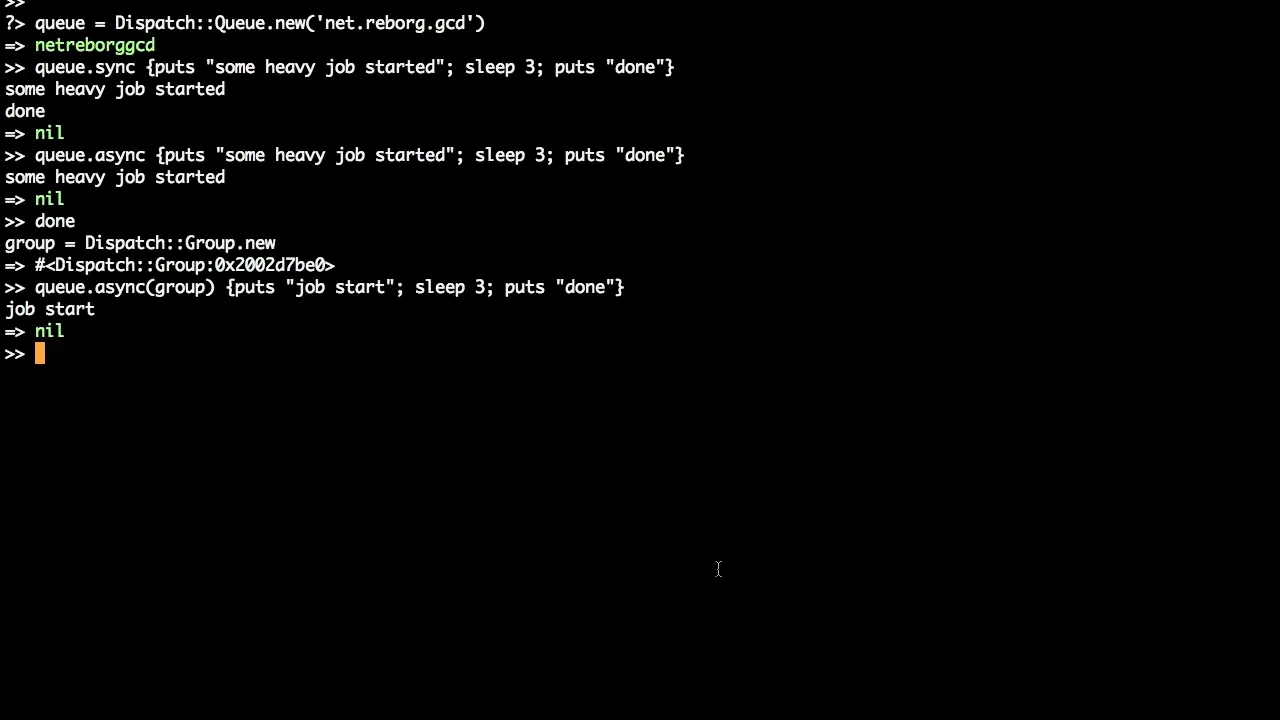 >>
?> queue = Dispatch::Queue.new('net.reborg.gcd')
=> netreborggcd
>> queue.sync {puts "some heavy job started"; sleep 3; puts "done"}
some heavy job started
done
=> nil
>> queue.async {puts "some heavy job started"; sleep 3; puts "done"}
some heavy job started
=> nil
>> done
group = Dispatch::Group.new
=> #<Dispatch::Group:0x2002d7be0>
>> queue.async(group) {puts "job start"; sleep 3; puts "done"}
job start
=> nil
>>